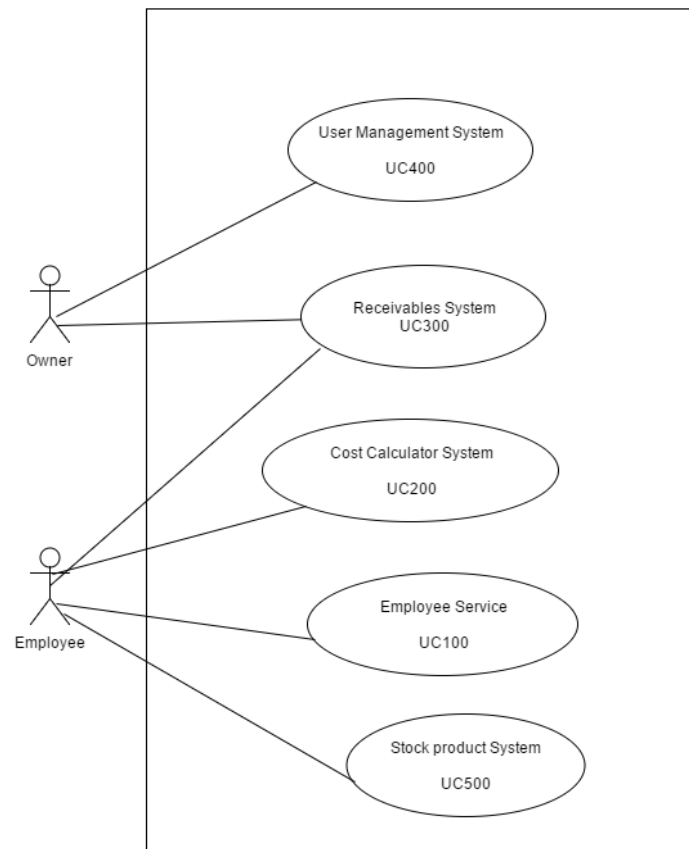 User Management System
UC400
Receivables System
UC300
Owner
Cost Calculator System
UC200
Employee Service
UC100
Employee
Stock product System
UC500